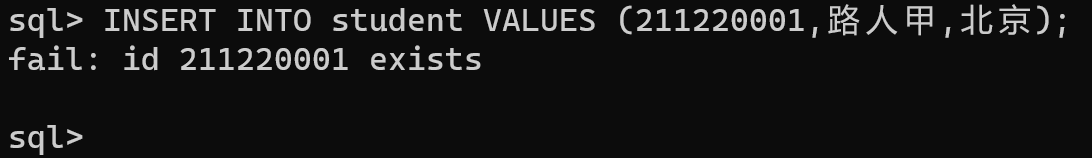 sql> INSERT INTO student VALUES (211220001,路人甲,北京);
fail: id 211220001 exists
sql>